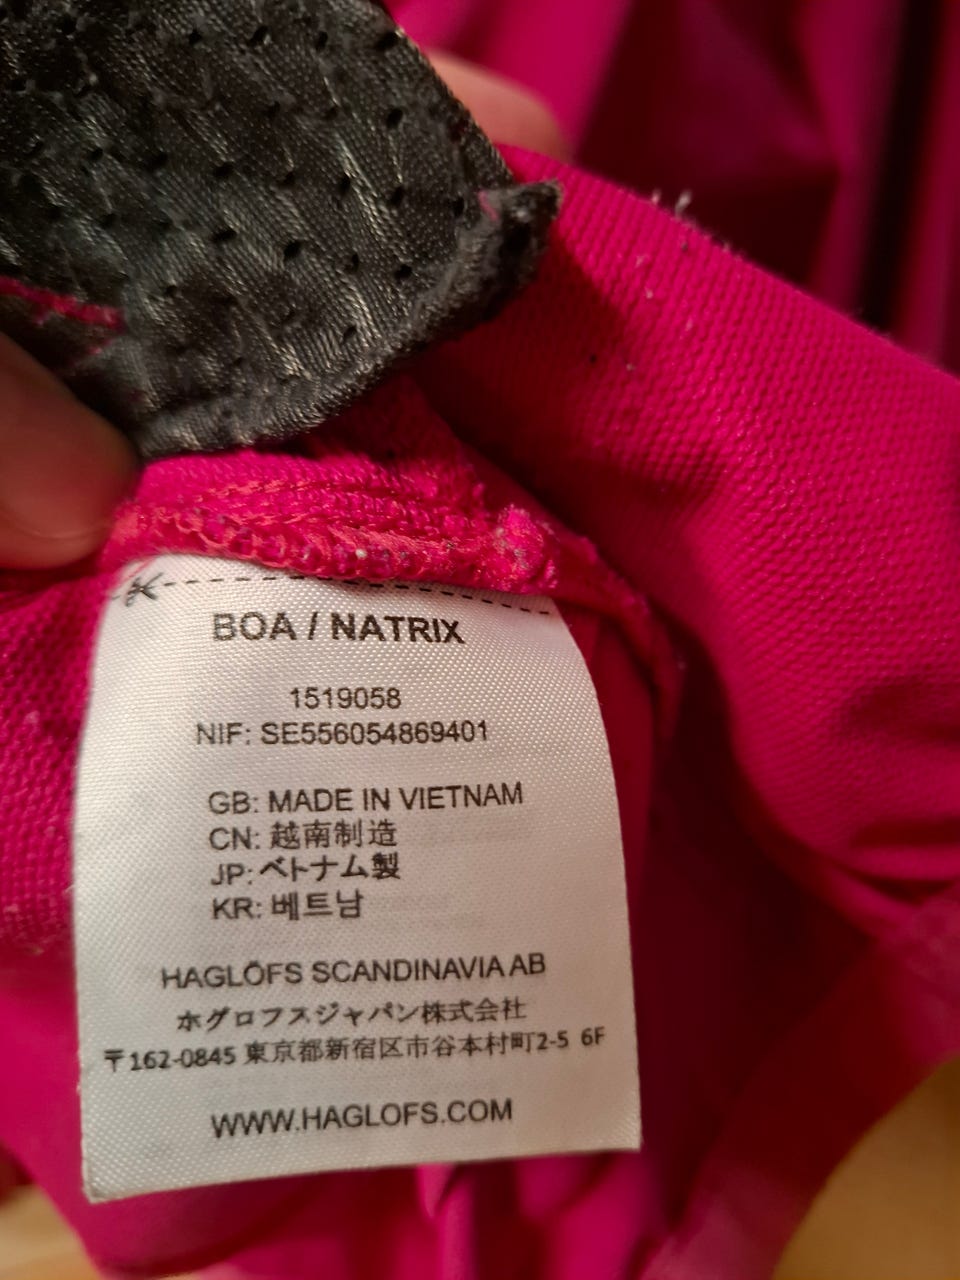 BOA / NATRIX
1519058
NIF: SE556054869401
GB: MADE IN VIETNAM
CN: 越南制造
JP: ベトナム製
KR: 베트남
HAGLÖFS SCANDINAVIA AB
ホグロフスジャパン株式会社
〒162-0845 東京都新宿区市谷本村町2-5 6F
WWW.HAGLOFS.COM